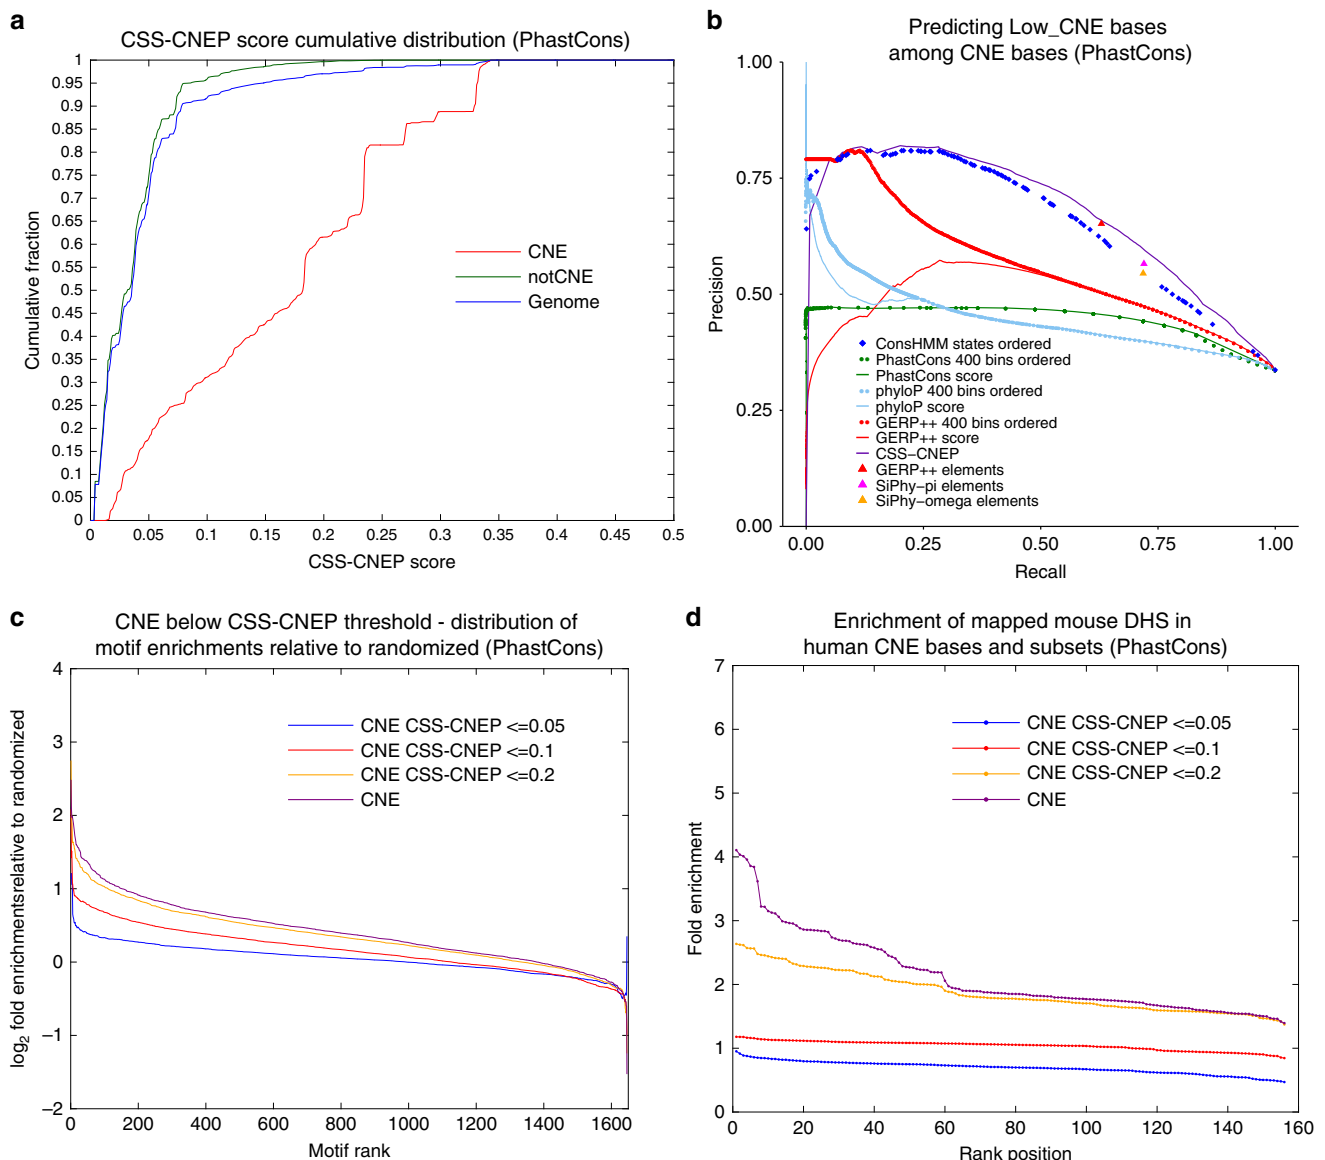 a
CSS-CNEP score cumulative distribution (PhastCons)
1
0.95
0.9
0.85
0.8
0.75
0.7
0.65
0.6
0.55
0.5
0.45
0.4
0.35
0.3
0.25
0.2
0.15
0.1
0.05
0
Cumulative fraction
CNE
notCNE
Genome
0 0.05 0.1 0.15 0.2 0.25 0.3 0.35 0.4 0.45 0.5
CSS-CNEP score
b
Predicting Low_CNE bases
among CNE bases (PhastCons)
1.00
0.75
0.50
0.25
0.00
Precision
ConsHMM states ordered
PhastCons 400 bins ordered
PhastCons score
phyloP 400 bins ordered
phyloP score
GERP++ 400 bins ordered
GERP++ score
CSS−CNEP
GERP++ elements
SiPhy−pi elements
SiPhy−omega elements
0.00 0.25 0.50 0.75 1.00
Recall
c
CNE below CSS-CNEP threshold - distribution of
motif enrichments relative to randomized (PhastCons)
4
3
2
1
0
−1
−2
log2 fold enrichmentsrelative to randomized
CNE CSS-CNEP <=0.05
CNE CSS-CNEP <=0.1
CNE CSS-CNEP <=0.2
CNE
0 200 400 600 800 1000 1200 1400 1600
Motif rank
d
Enrichment of mapped mouse DHS in
human CNE bases and subsets (PhastCons)
7
6
5
4
3
2
1
0
Fold enrichment
CNE CSS-CNEP <=0.05
CNE CSS-CNEP <=0.1
CNE CSS-CNEP <=0.2
CNE
0 20 40 60 80 100 120 140 160
Rank position